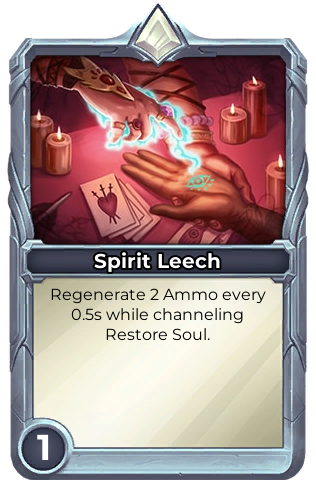 Spirit Leech
Regenerate 2 Ammo every
0.5s while channeling
Restore Soul.
1